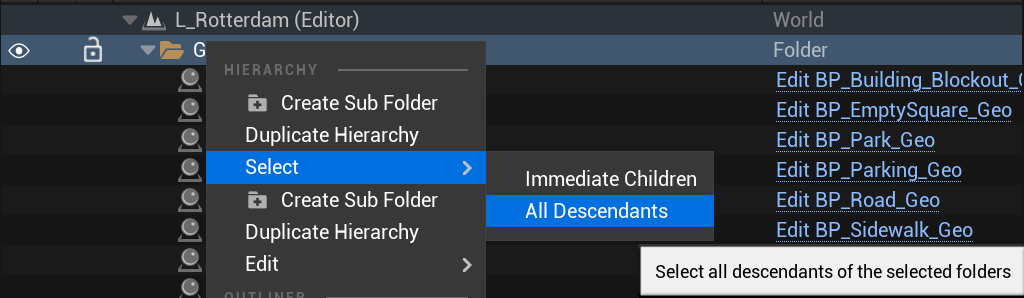 L_Rotterdam (Editor) World
G Folder
HIERARCHY
Edit BP_Building_Blockout_
Create Sub Folder
Edit BP_EmptySquare_Geo
Duplicate Hierarchy
Edit BP_Park_Geo
Select
Immediate Children
Edit BP_Parking_Geo
Create Sub Folder
All Descendants
Edit BP_Road_Geo
Duplicate Hierarchy
Edit BP_Sidewalk_Geo
Edit
Select all descendants of the selected folders
OUTLINER